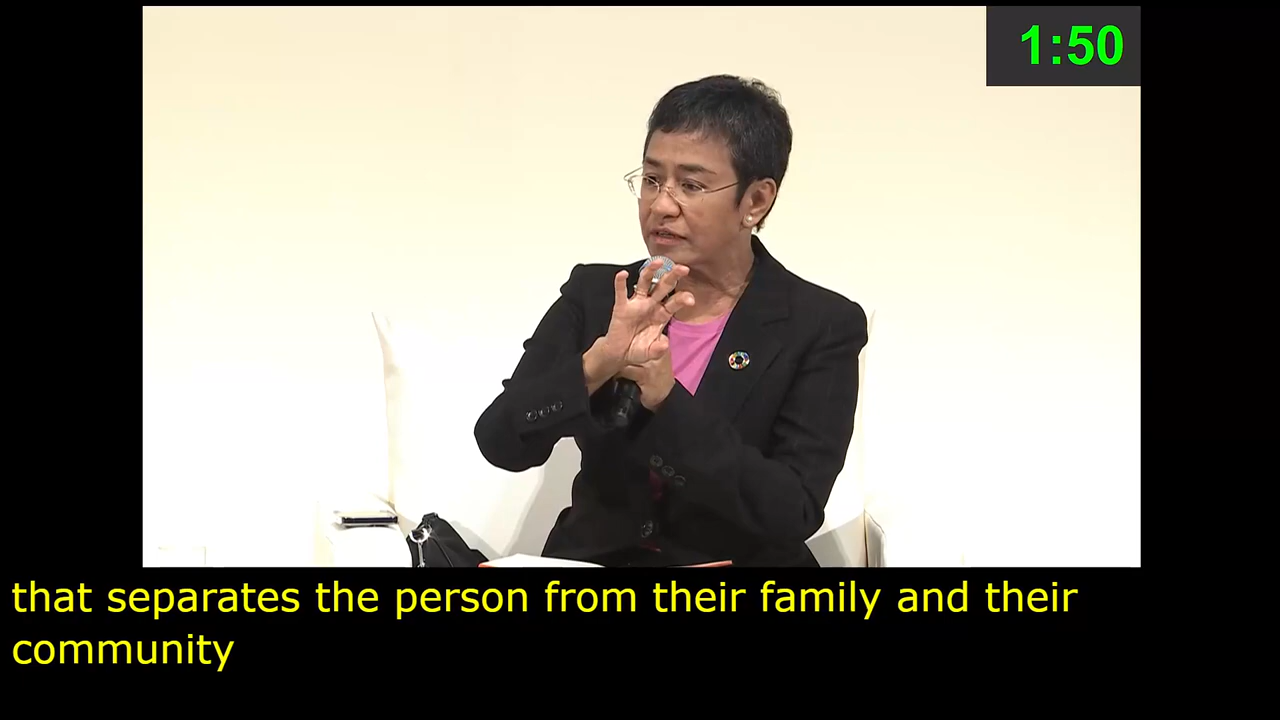 1:50
that separates the person from their family and their
community